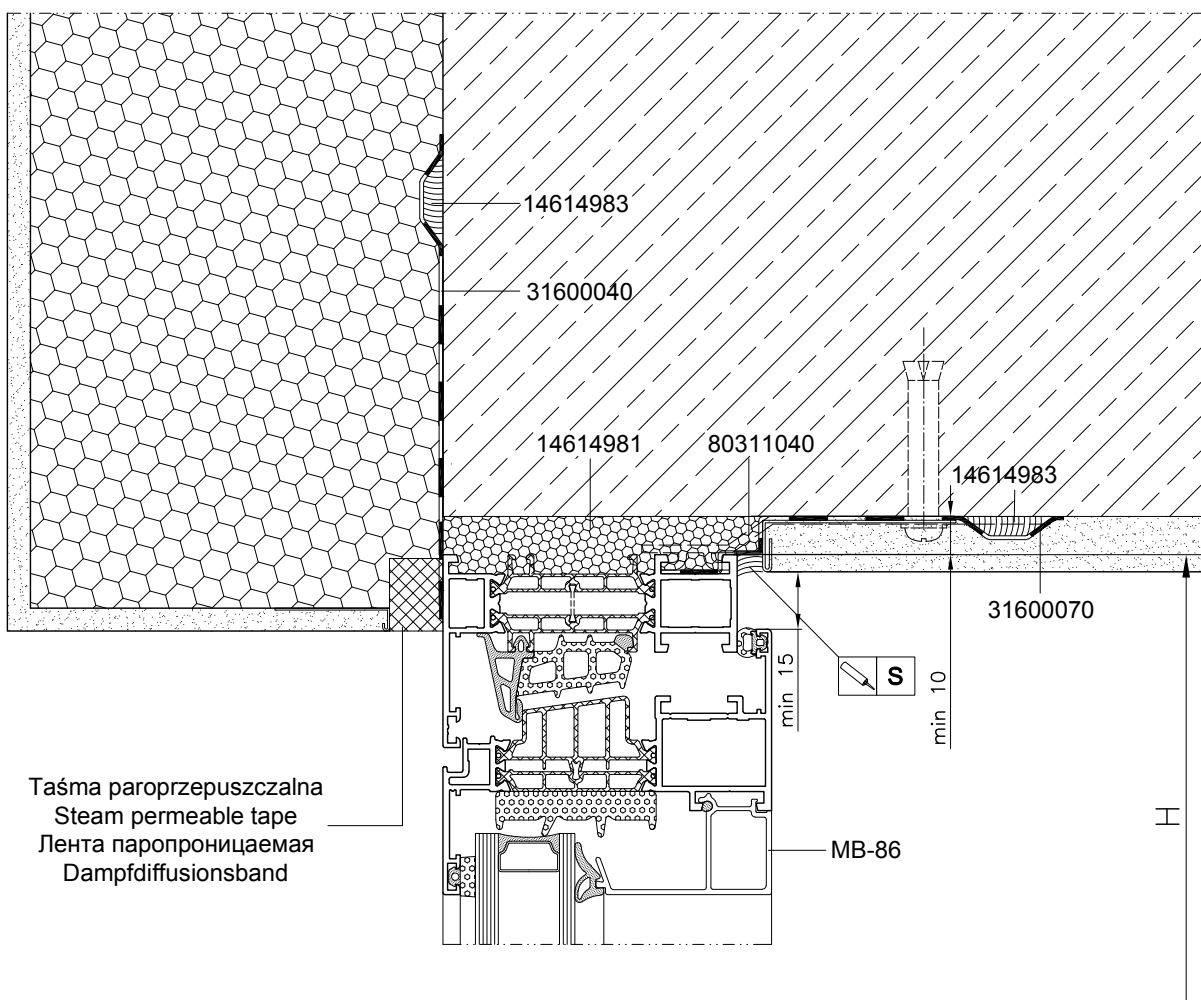 14614983
31600040
14614981
80311040
14614983
31600070
S
min 15
min 10
H
Taśma paroprzepuszczalna
Steam permeable tape
Лента паропроницаемая
Dampfdiffusionsband
MB-86